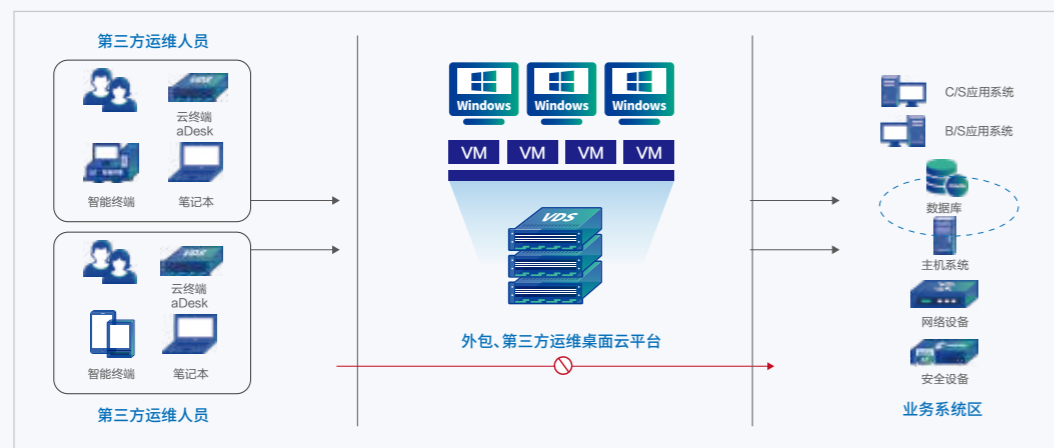 第三方运维人员
云终端
aDesk
智能终端
笔记本
云终端
aDesk
智能终端
笔记本
第三方运维人员
Windows
Windows
Windows
VM
VM
VM
VM
VDS
外包、第三方运维桌面云平台
C/S应用系统
B/S应用系统
数据库
主机系统
网络设备
安全设备
业务系统区